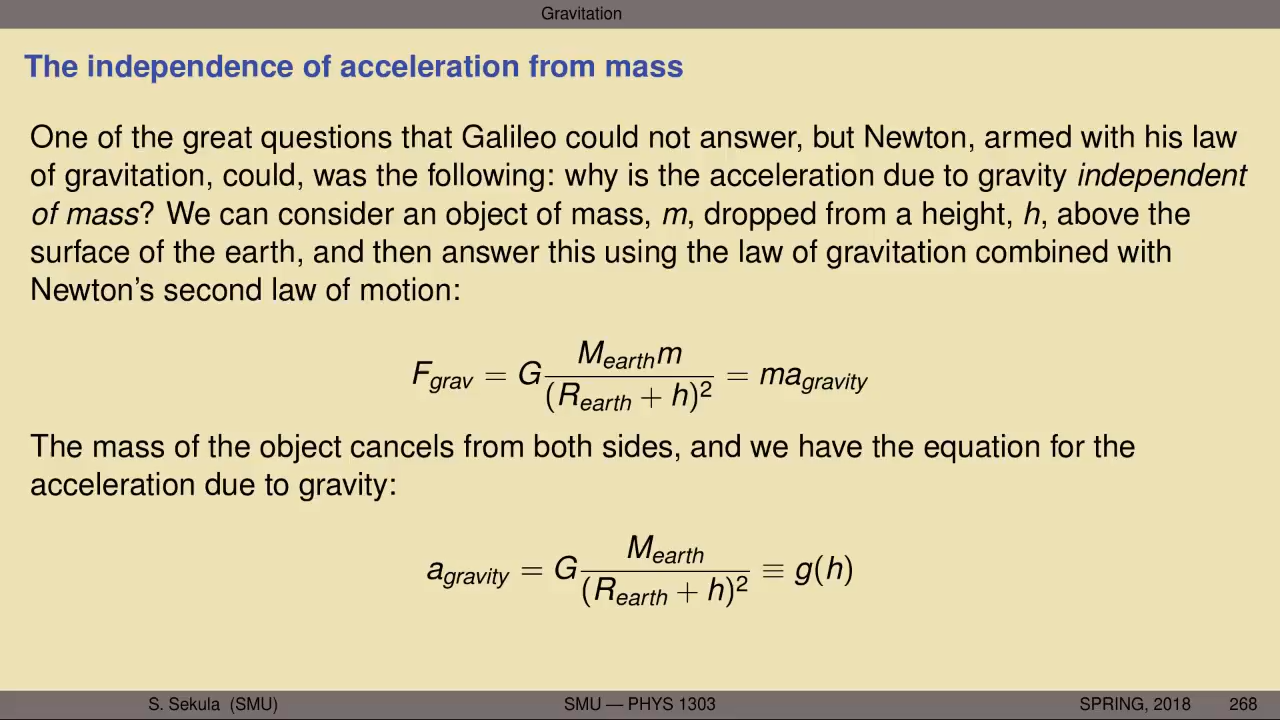 Gravitation
The independence of acceleration from mass
One of the great questions that Galileo could not answer, but Newton, armed with his law
of gravitation, could, was the following: why is the acceleration due to gravity independent
of mass? We can consider an object of mass, m, dropped from a height, h, above the
surface of the earth, and then answer this using the law of gravitation combined with
Newton's second law of motion:
F_grav = G \frac{M_earth m}{(R_earth + h)^2} = ma_gravity
The mass of the object cancels from both sides, and we have the equation for the
acceleration due to gravity:
a_gravity = G \frac{M_earth}{(R_earth + h)^2} ≡ g(h)
S. Sekula (SMU) SMU — PHYS 1303 SPRING, 2018 268